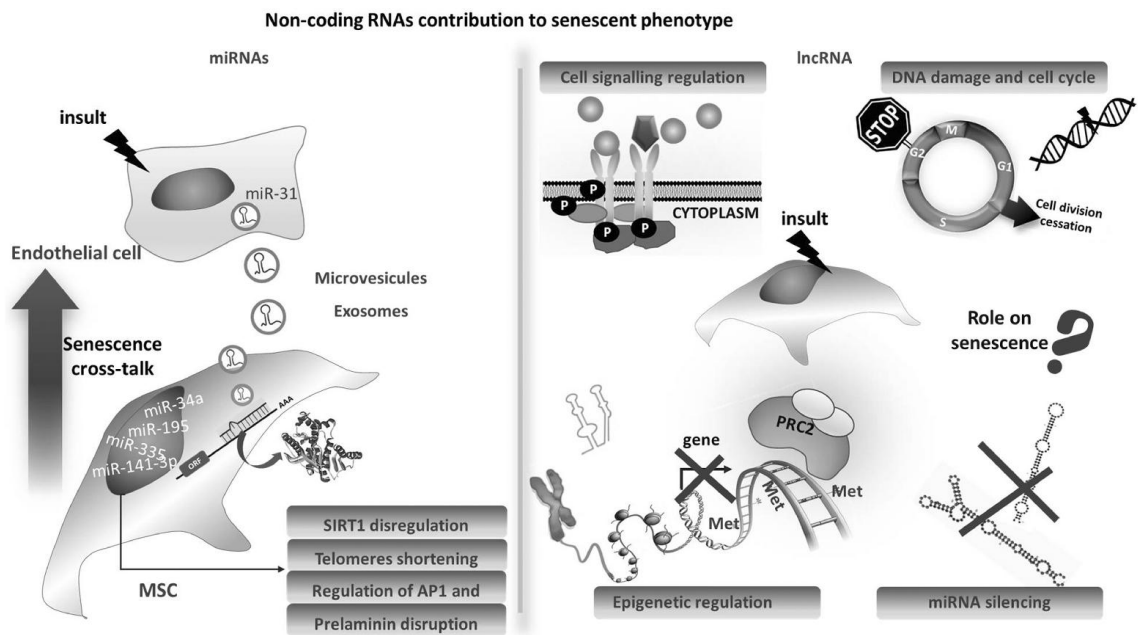 Non-coding RNAs contribution to senescent phenotype
miRNAs
insult
miR-31
Endothelial cell
Microvesicules
Exosomes
Senescence
cross-talk
miR-34a
miR-195
miR-335
miR-141-3p
ORF
AAA
MSC
SIRT1 disregulation
Telomeres shortening
Regulation of AP1 and
Prelaminin disruption
lncRNA
Cell signalling regulation
P
P
P
P
CYTOPLASM
DNA damage and cell cycle
STOP
M
G2
G1
S
Cell division
cessation
insult
Role on
senescence
?
PRC2
gene
Met
Met
Met
Epigenetic regulation
miRNA silencing